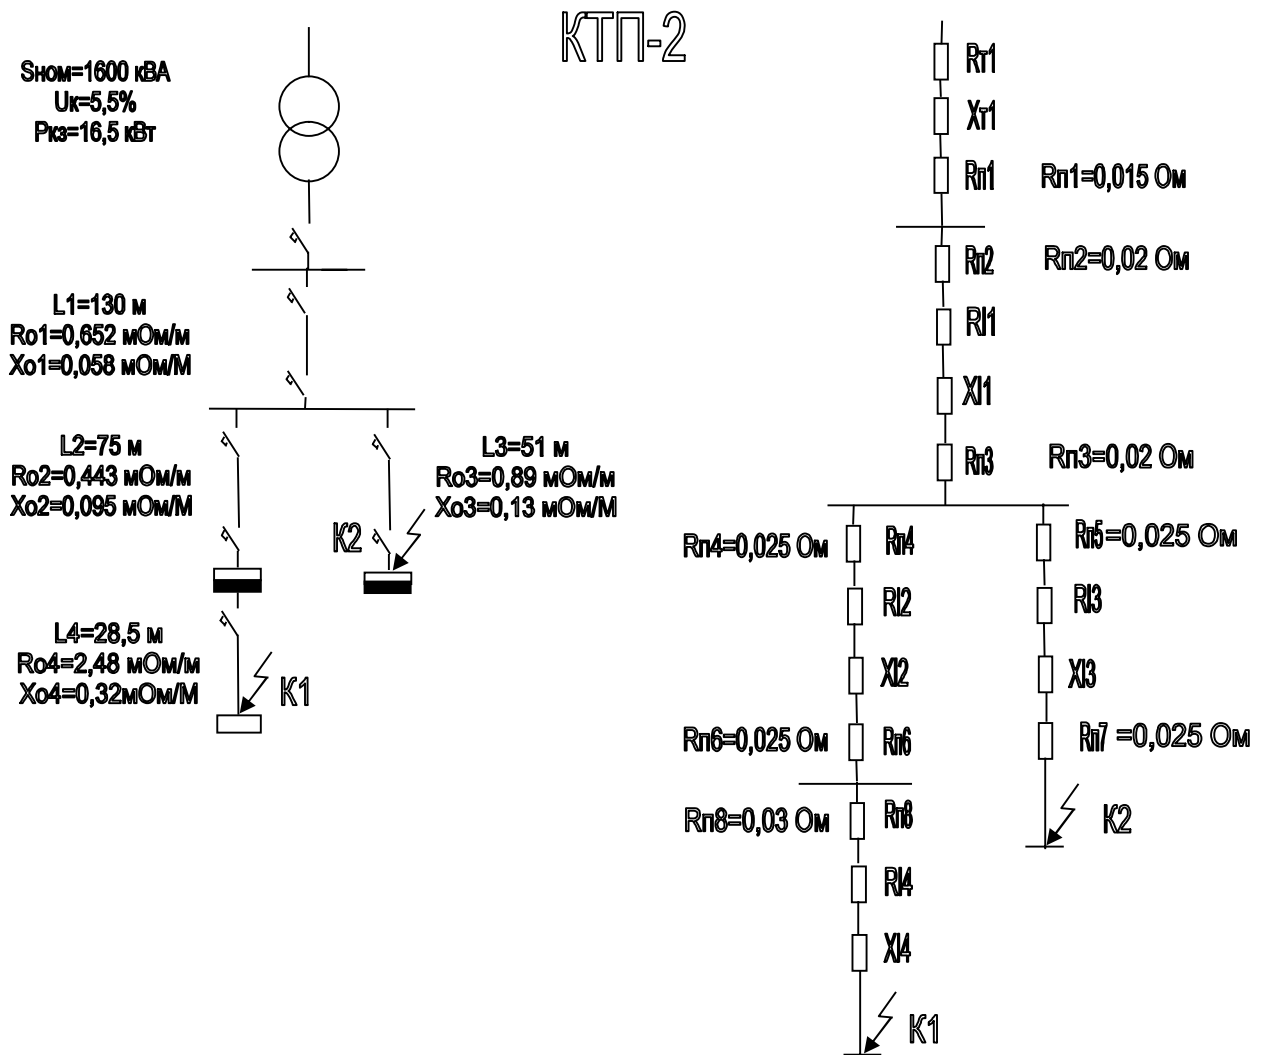 КТП-2
Sном=1600 кВА
Uк=5,5%
Ркз=16,5 кВт
L1=130 м
Ro1=0,652 мОм/м
Xo1=0,058 мОм/М
L2=75 м
Ro2=0,443 мОм/м
Xo2=0,095 мОм/М
L3=51 м
Ro3=0,89 мОм/м
Xo3=0,13 мОм/М
К2
L4=28,5 м
Ro4=2,48 мОм/м
Xo4=0,32мОм/М
К1
Rт1
Xт1
Rп1
Rп1=0,015 Ом
Rп2
Rп2=0,02 Ом
Rl1
Xl1
Rп3
Rп3=0,02 Ом
Rп4=0,025 Ом
Rп4
Rп5 =0,025 Ом
Rl2
Rl3
Xl2
Xl3
Rп6=0,025 Ом
Rп6
Rп7 =0,025 Ом
Rп8=0,03 Ом
Rп8
К2
Rl4
Xl4
К1